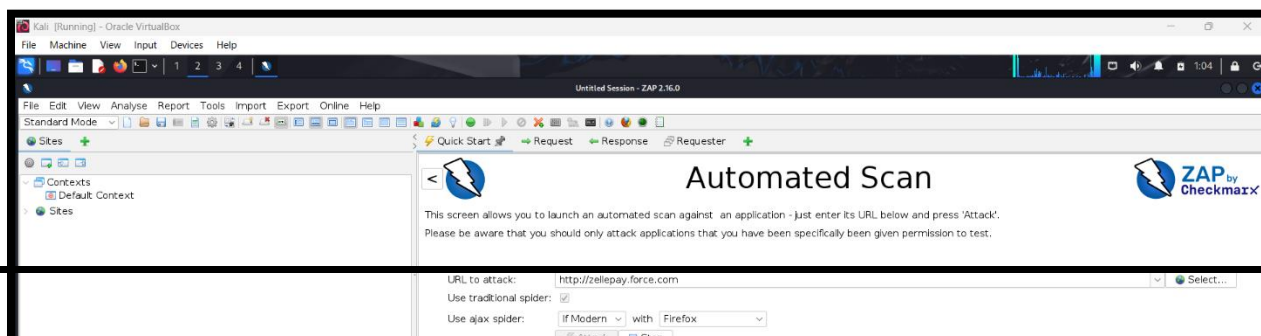 Kali [Running] - Oracle VirtualBox
File Machine View Input Devices Help
1 2 3 4 1:04
Untitled Session - ZAP 2.16.0
File Edit View Analyse Report Tools Import Export Online Help
Standard Mode
Sites Quick Start Request Response Requester
Contexts
Default Context
Sites
< Automated Scan ZAP by Checkmarx
This screen allows you to launch an automated scan against an application - just enter its URL below and press 'Attack'.
Please be aware that you should only attack applications that you have been specifically been given permission to test.
URL to attack: http://zellepay.force.com Select...
Use traditional spider:
Use ajax spider: If Modern with Firefox